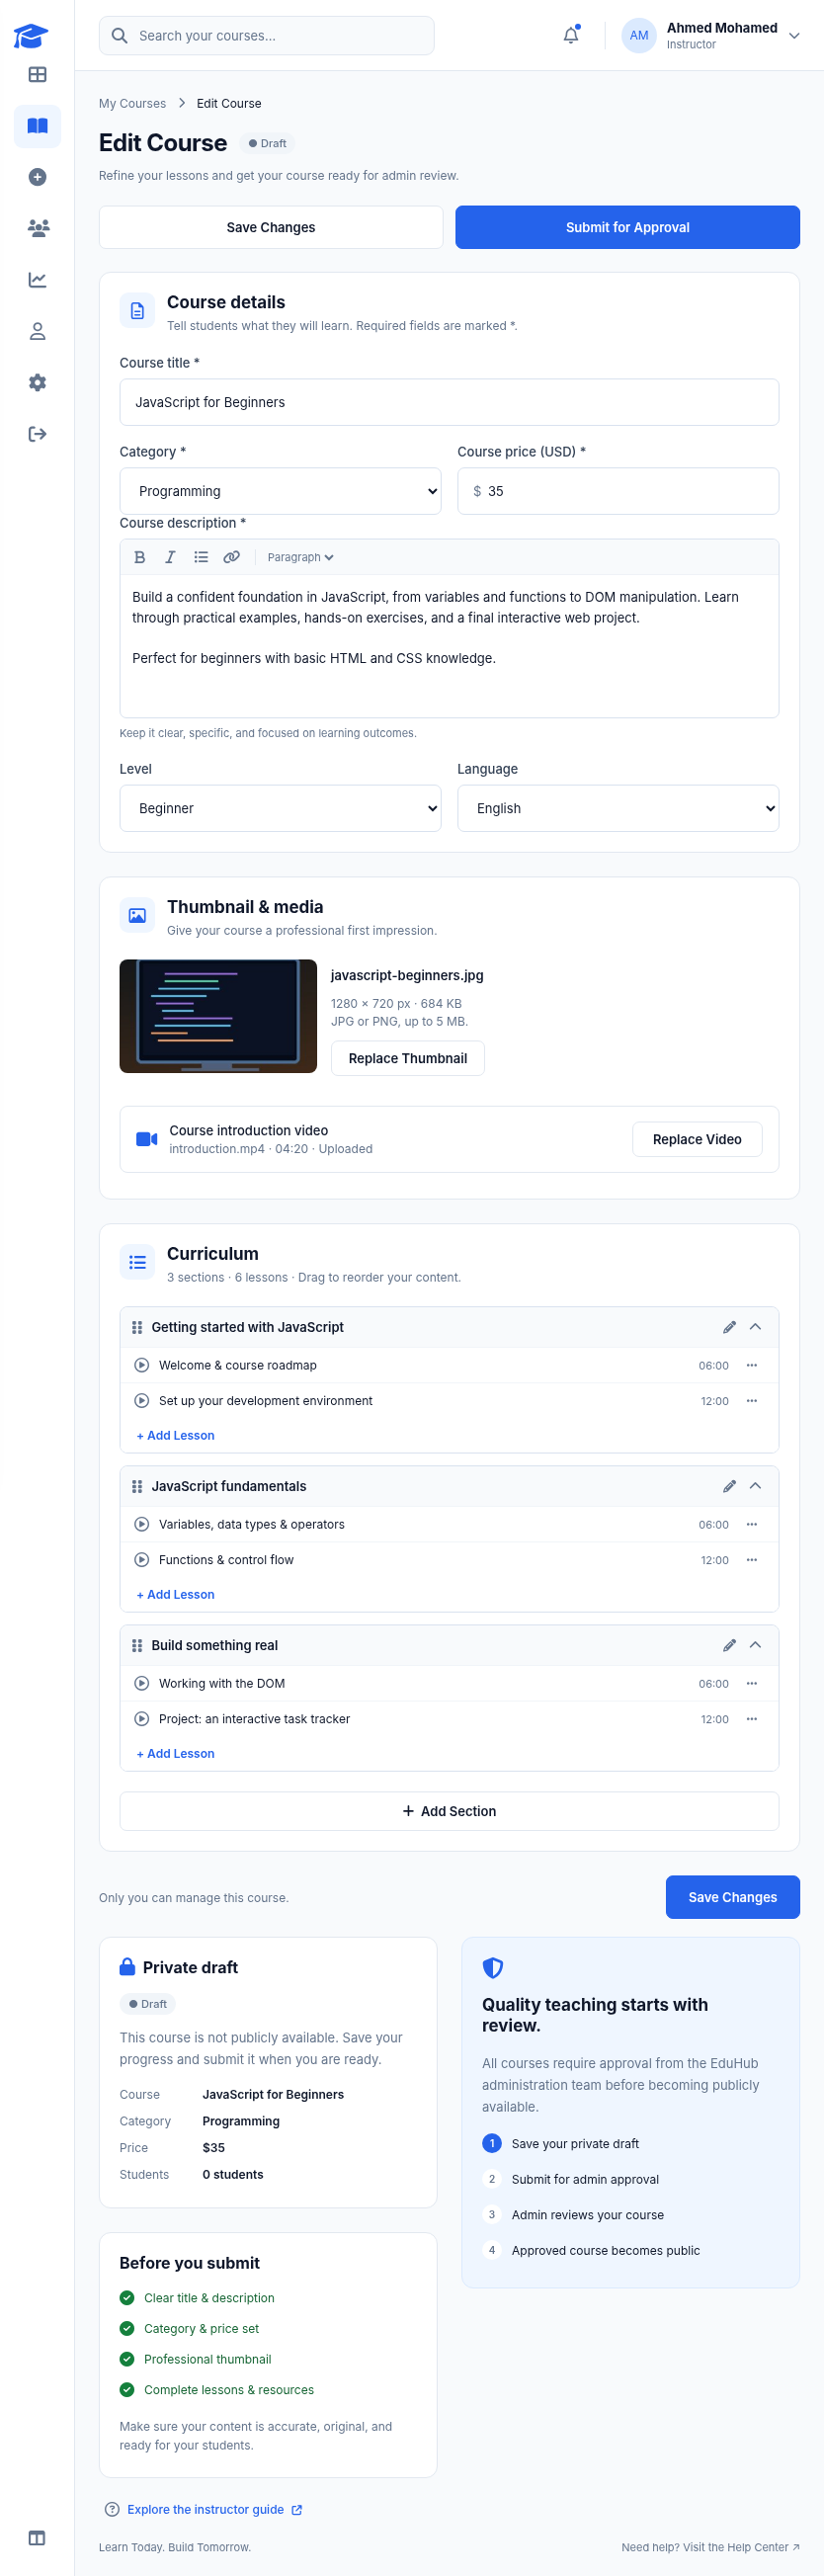 Search your courses...
AM
Ahmed Mohamed
Instructor
My Courses
Edit Course
Edit Course
Draft
Refine your lessons and get your course ready for admin review.
Save Changes
Submit for Approval
Course details
Tell students what they will learn. Required fields are marked *.
Course title *
JavaScript for Beginners
Category *
Course price (USD) *
Programming
$ 35
Course description *
B I
Paragraph
Build a confident foundation in JavaScript, from variables and functions to DOM manipulation. Learn
through practical examples, hands-on exercises, and a final interactive web project.
Perfect for beginners with basic HTML and CSS knowledge.
Keep it clear, specific, and focused on learning outcomes.
Level
Language
Beginner
English
Thumbnail & media
Give your course a professional first impression.
javascript-beginners.jpg
1280 × 720 px · 684 KB
JPG or PNG, up to 5 MB.
Replace Thumbnail
Course introduction video
introduction.mp4 · 04:20 · Uploaded
Replace Video
Curriculum
3 sections · 6 lessons · Drag to reorder your content.
Getting started with JavaScript
Welcome & course roadmap 06:00
Set up your development environment 12:00
+ Add Lesson
JavaScript fundamentals
Variables, data types & operators 06:00
Functions & control flow 12:00
+ Add Lesson
Build something real
Working with the DOM 06:00
Project: an interactive task tracker 12:00
+ Add Lesson
+ Add Section
Only you can manage this course.
Save Changes
Private draft
Draft
This course is not publicly available. Save your
progress and submit it when you are ready.
Course JavaScript for Beginners
Category Programming
Price $35
Students 0 students
Quality teaching starts with
review.
All courses require approval from the EduHub
administration team before becoming publicly
available.
1 Save your private draft
2 Submit for admin approval
3 Admin reviews your course
4 Approved course becomes public
Before you submit
Clear title & description
Category & price set
Professional thumbnail
Complete lessons & resources
Make sure your content is accurate, original, and
ready for your students.
Explore the instructor guide
Learn Today. Build Tomorrow.
Need help? Visit the Help Center ↗